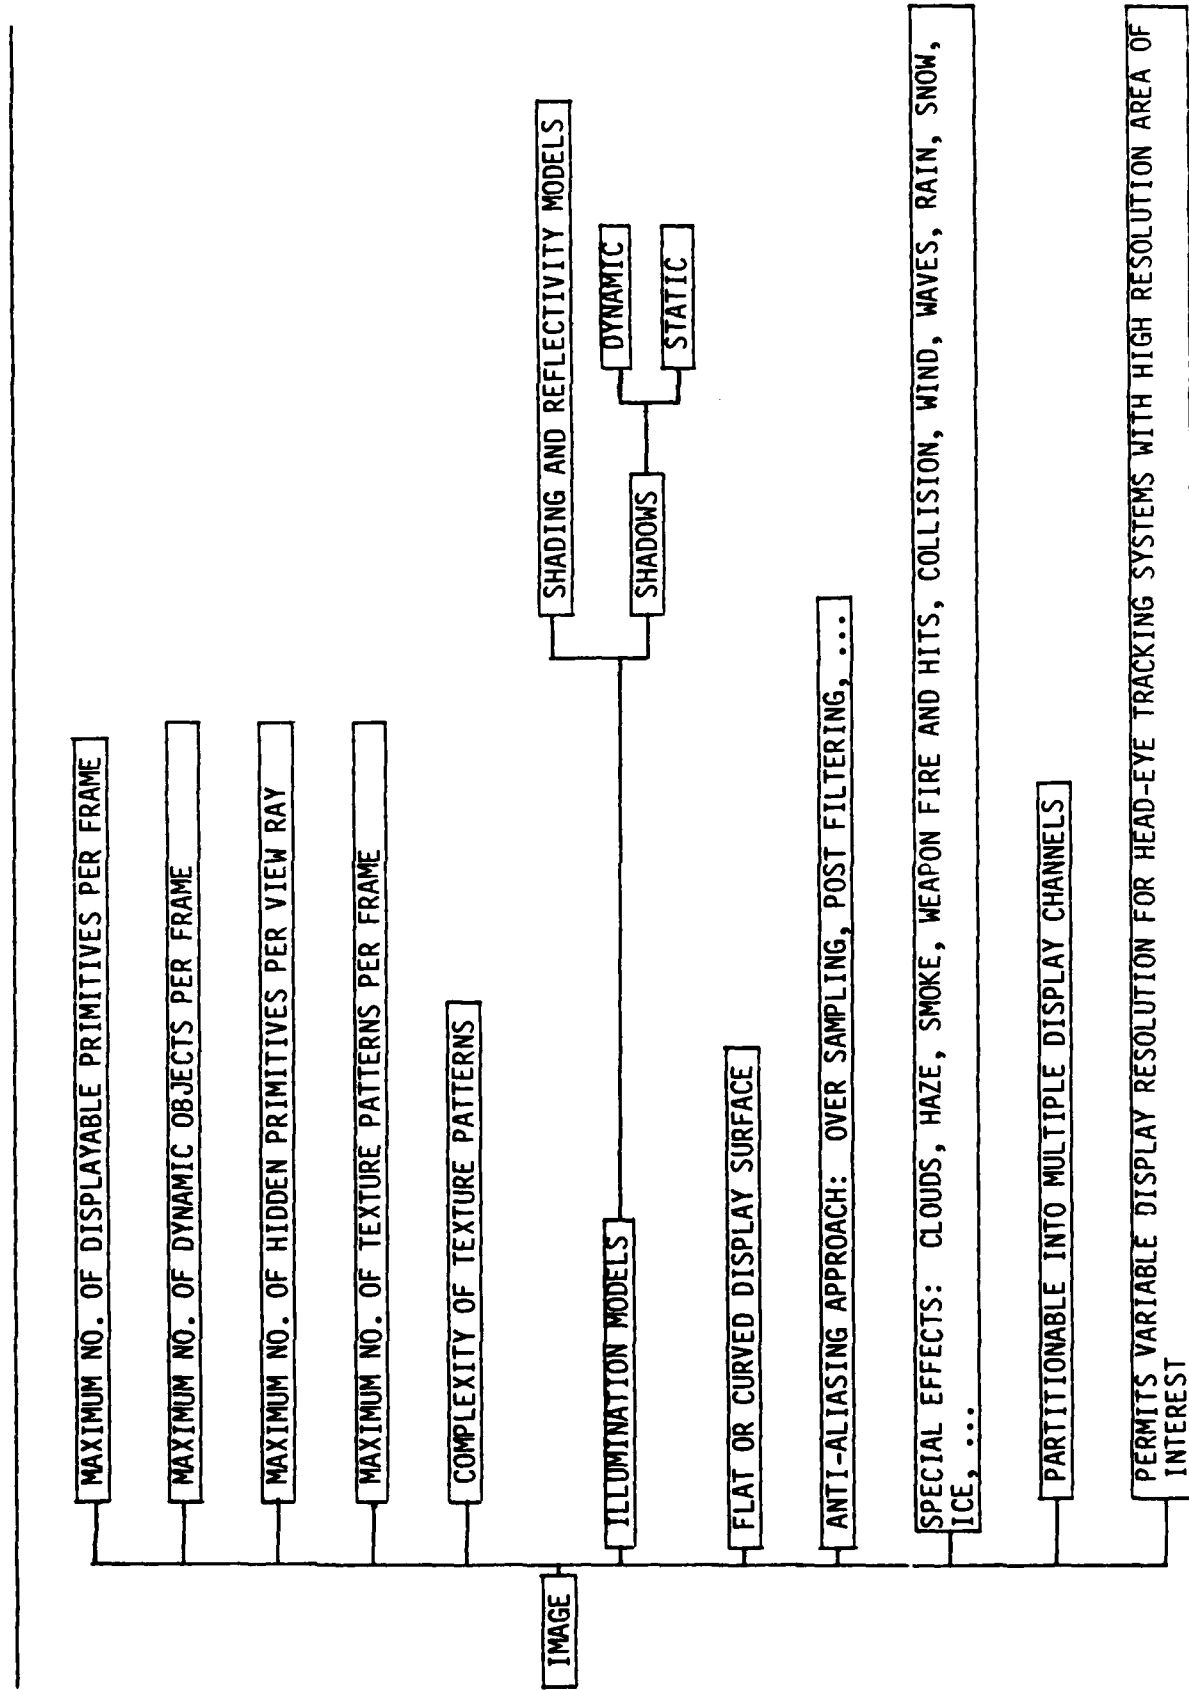 MAXIMUM NO. OF DISPLAYABLE PRIMITIVES PER FRAME
MAXIMUM NO. OF DYNAMIC OBJECTS PER FRAME
MAXIMUM NO. OF HIDDEN PRIMITIVES PER VIEW RAY
MAXIMUM NO. OF TEXTURE PATTERNS PER FRAME
COMPLEXITY OF TEXTURE PATTERNS
IMAGE
ILLUMINATION MODELS
SHADING AND REFLECTIVITY MODELS
SHADOWS
DYNAMIC
STATIC
FLAT OR CURVED DISPLAY SURFACE
ANTI-ALIASING APPROACH: OVER SAMPLING, POST FILTERING, ...
SPECIAL EFFECTS: CLOUDS, HAZE, SMOKE, WEAPON FIRE AND HITS, COLLISION, WIND, WAVES, RAIN, SNOW,
ICE, ...
PARTITIONABLE INTO MULTIPLE DISPLAY CHANNELS
PERMITS VARIABLE DISPLAY RESOLUTION FOR HEAD-EYE TRACKING SYSTEMS WITH HIGH RESOLUTION AREA OF
INTEREST